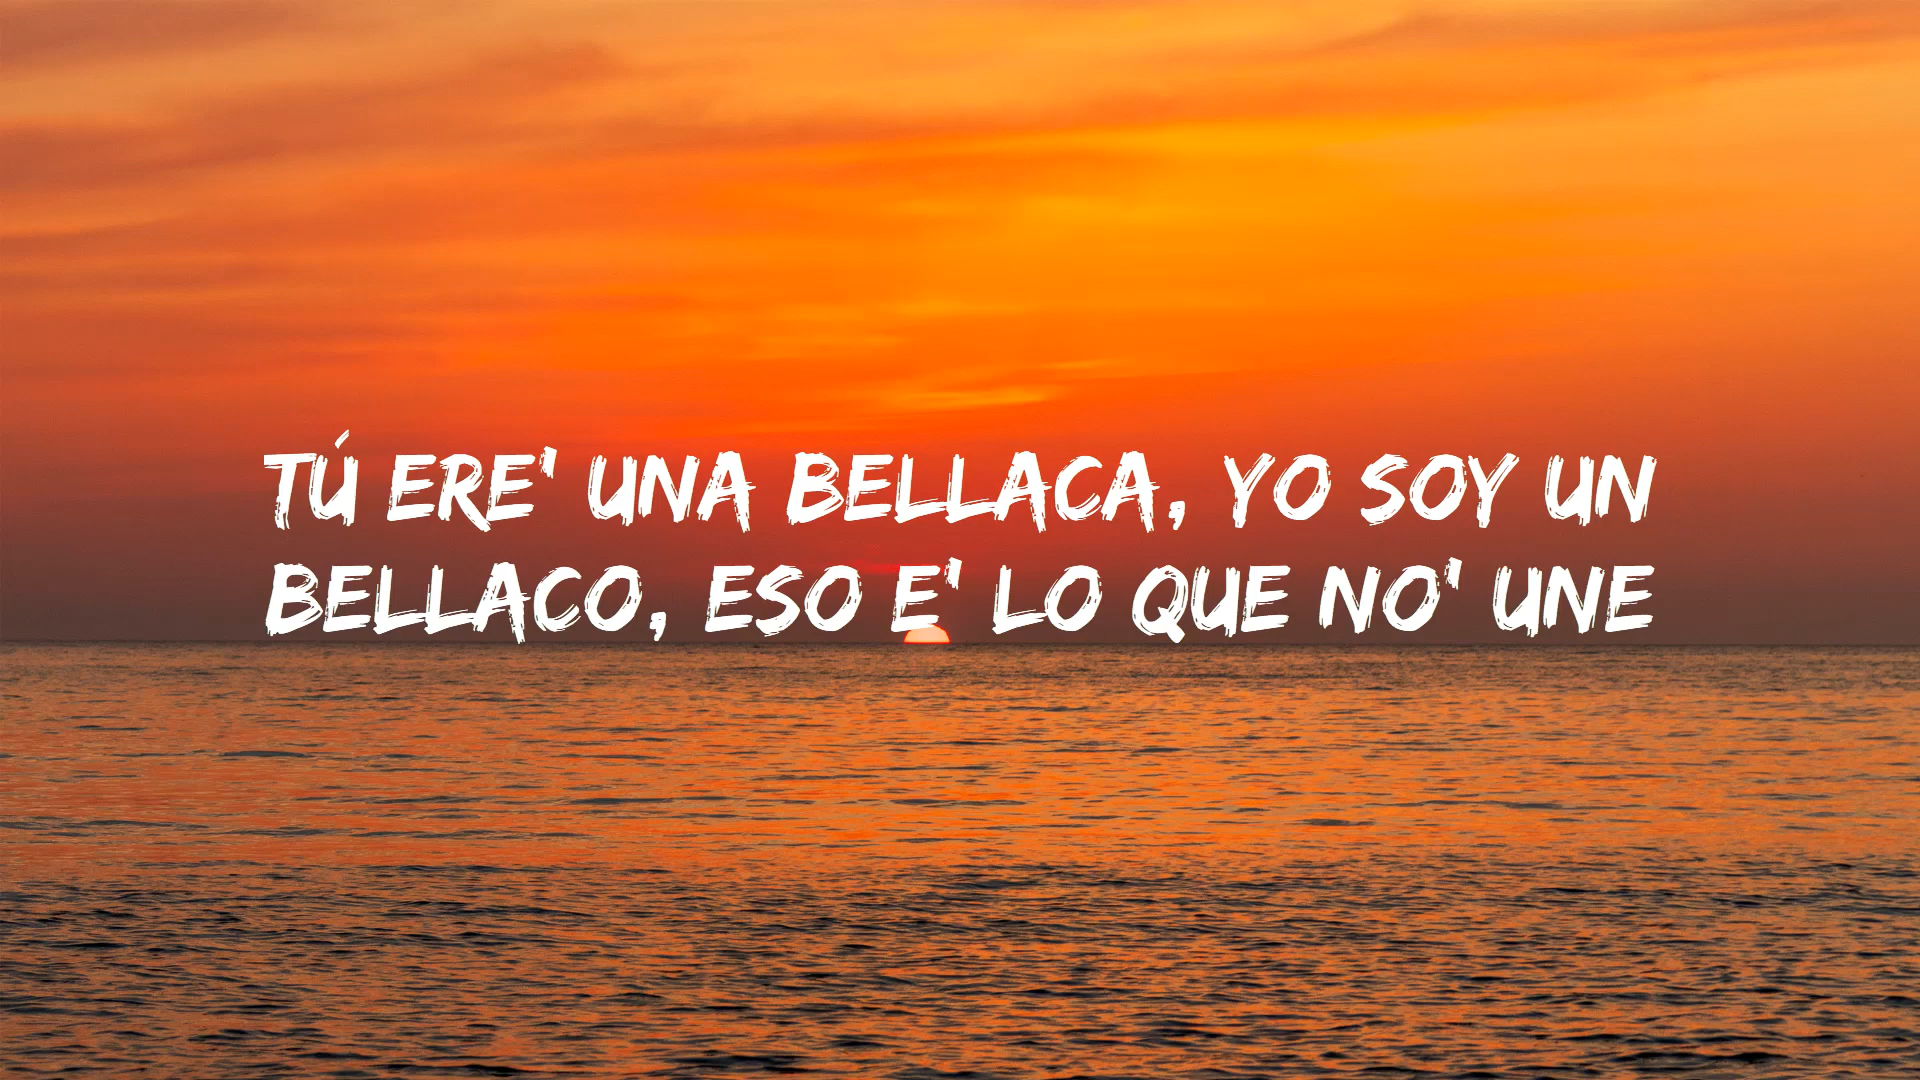 TÚ ERE' UNA BELLACA, YO SOY UN
BELLACO, ESO E' LO QUE NO' UNE